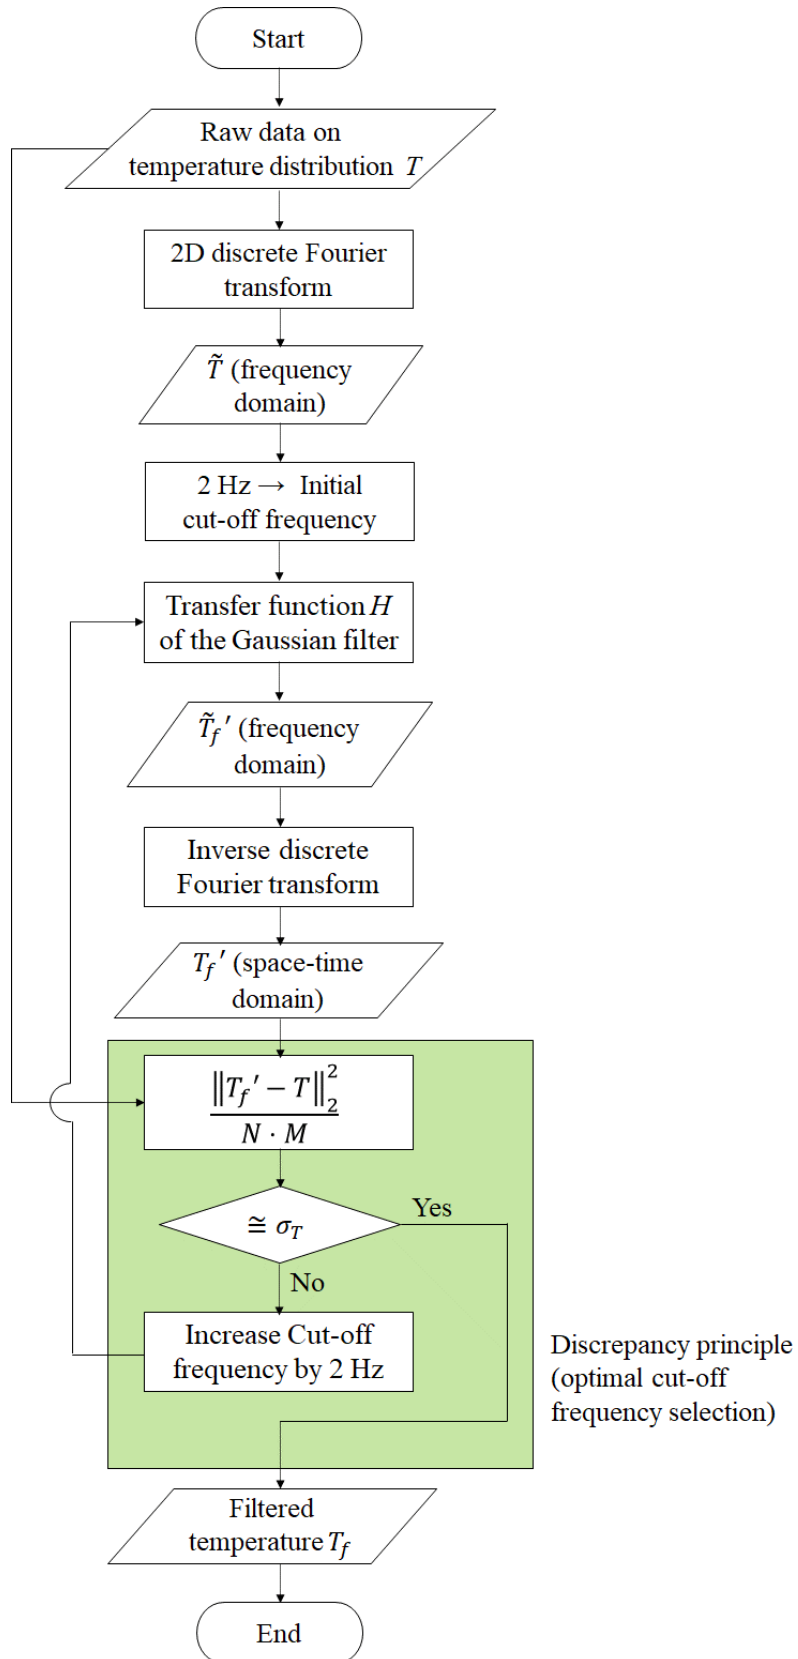 Start
Raw data on
temperature distribution T
2D discrete Fourier
transform
T̃ (frequency
domain)
2 Hz → Initial
cut-off frequency
Transfer function H
of the Gaussian filter
T̃f′ (frequency
domain)
Inverse discrete
Fourier transform
Tf′ (space-time
domain)
‖Tf′ − T‖₂²
N · M
≅ σT
Yes
No
Increase Cut-off
frequency by 2 Hz
Discrepancy principle
(optimal cut-off
frequency selection)
Filtered
temperature Tf
End